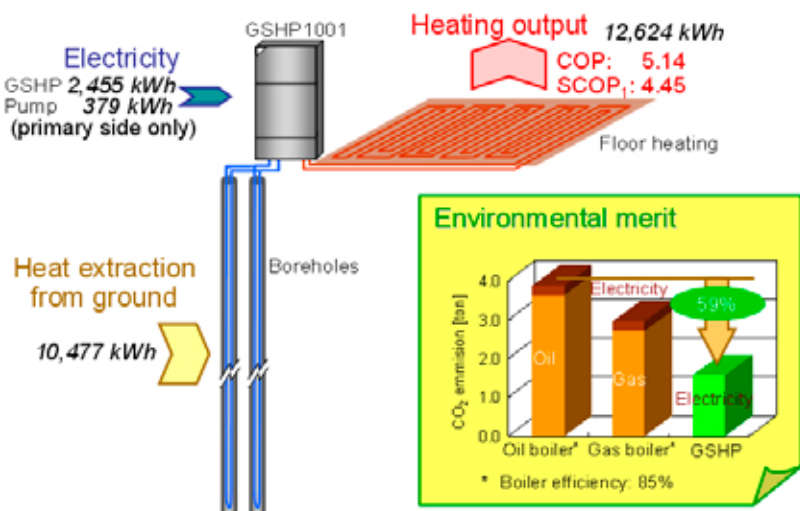 GSHP1001
Heating output 12,624 kWh
COP: 5.14
SCOP₁: 4.45
Electricity
GSHP 2,455 kWh
Pump 379 kWh
(primary side only)
Floor heating
Boreholes
Heat extraction
from ground
10,477 kWh
Environmental merit
CO₂ emmision [ton]
4.0
3.0
2.0
1.0
0.0
Electricity
59%
Oil
Gas
Electricity
Oil boiler* Gas boiler* GSHP
* Boiler efficiency: 85%